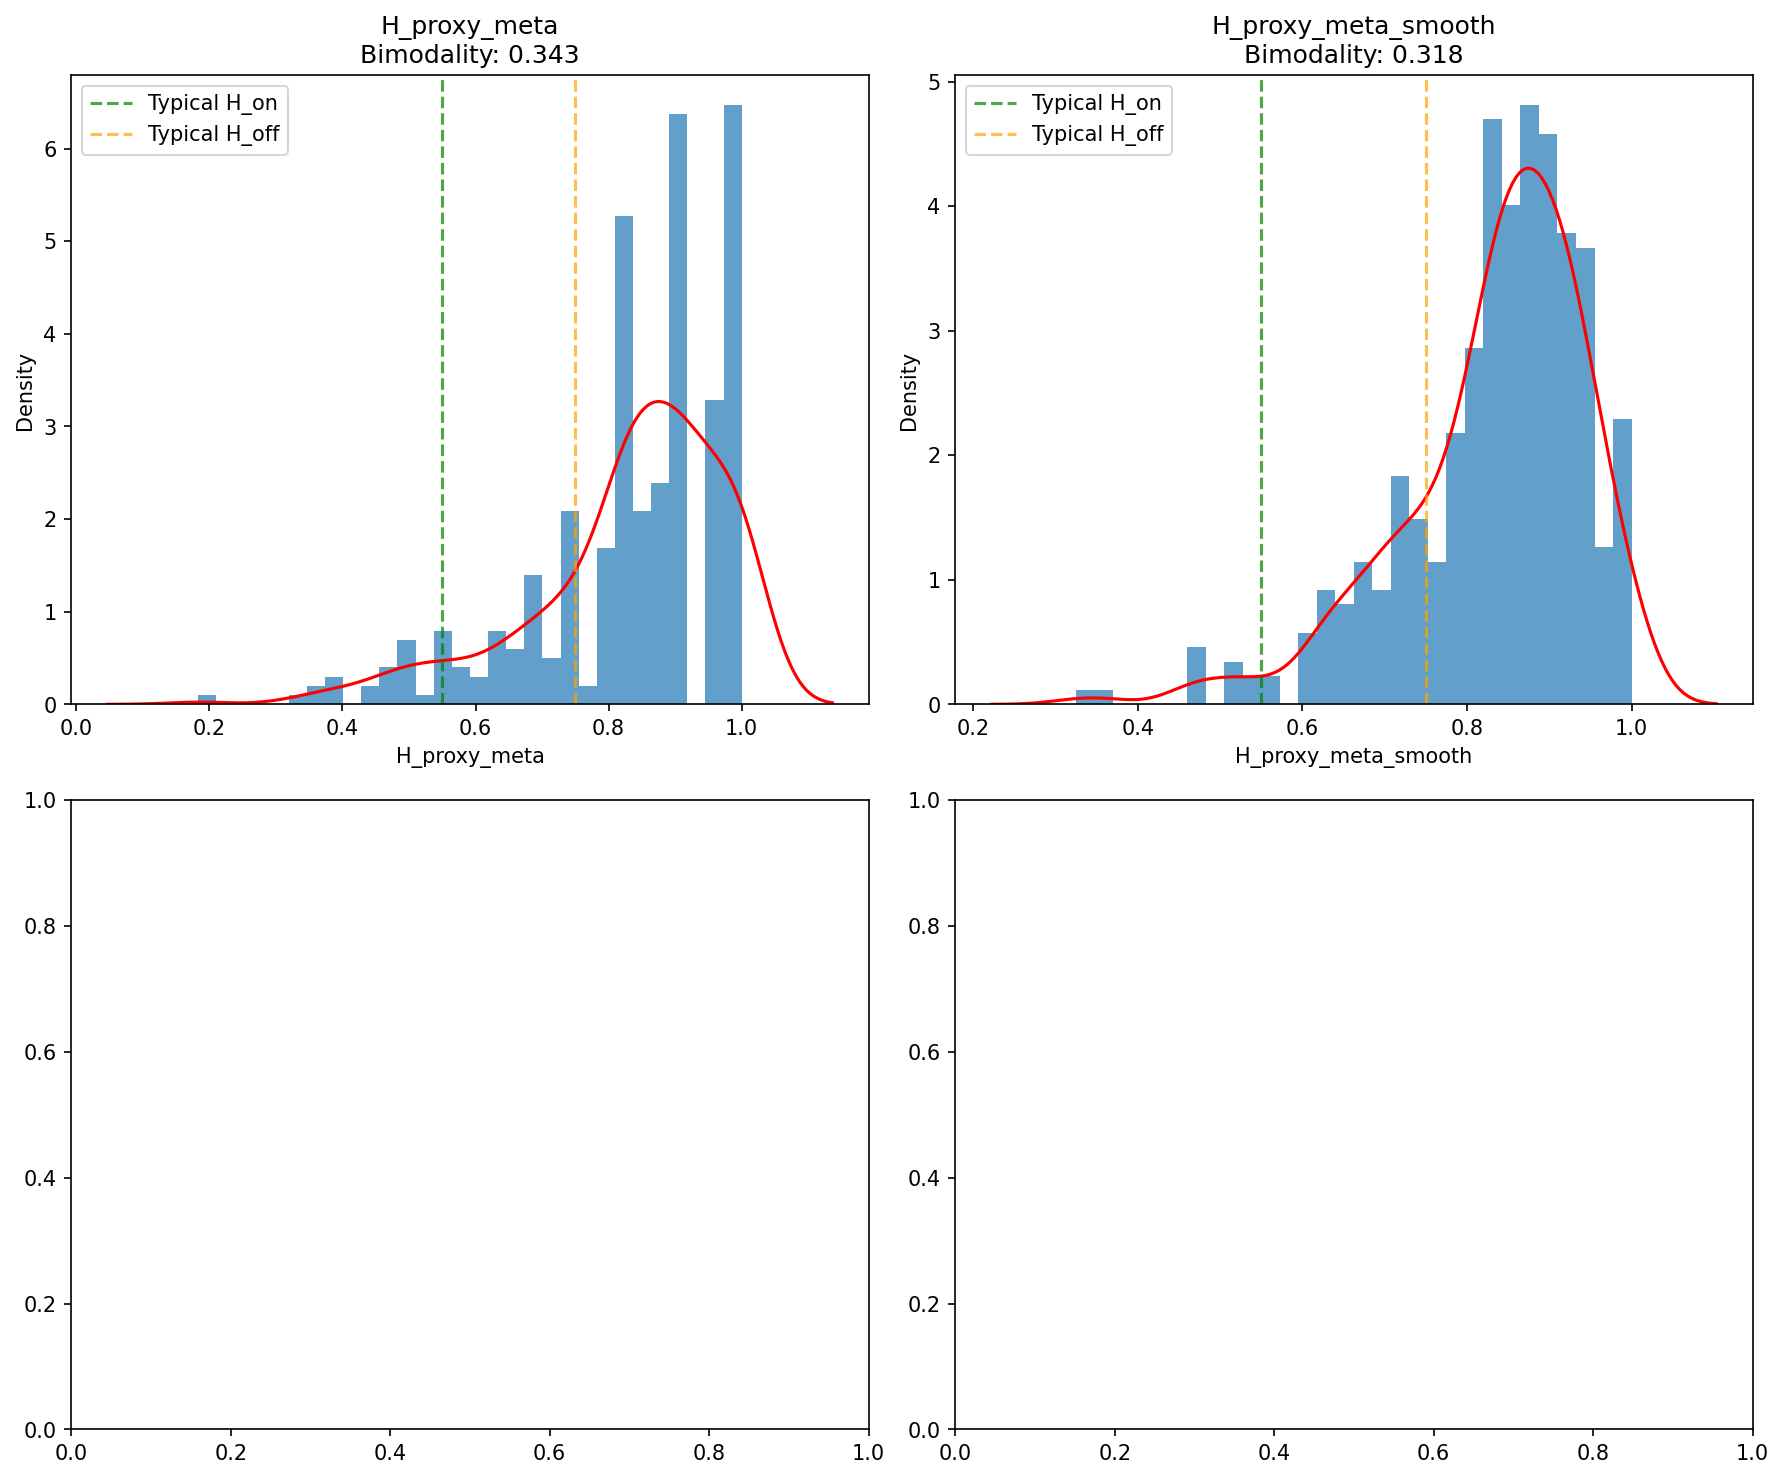 H_proxy_meta
Bimodality: 0.343
Typical H_on
Typical H_off
Density
6
5
4
3
2
1
0
0.0 0.2 0.4 0.6 0.8 1.0
H_proxy_meta
H_proxy_meta_smooth
Bimodality: 0.318
Typical H_on
Typical H_off
Density
5
4
3
2
1
0
0.2 0.4 0.6 0.8 1.0
H_proxy_meta_smooth
1.0
0.8
0.6
0.4
0.2
0.0
0.0 0.2 0.4 0.6 0.8 1.0
1.0
0.8
0.6
0.4
0.2
0.0
0.0 0.2 0.4 0.6 0.8 1.0